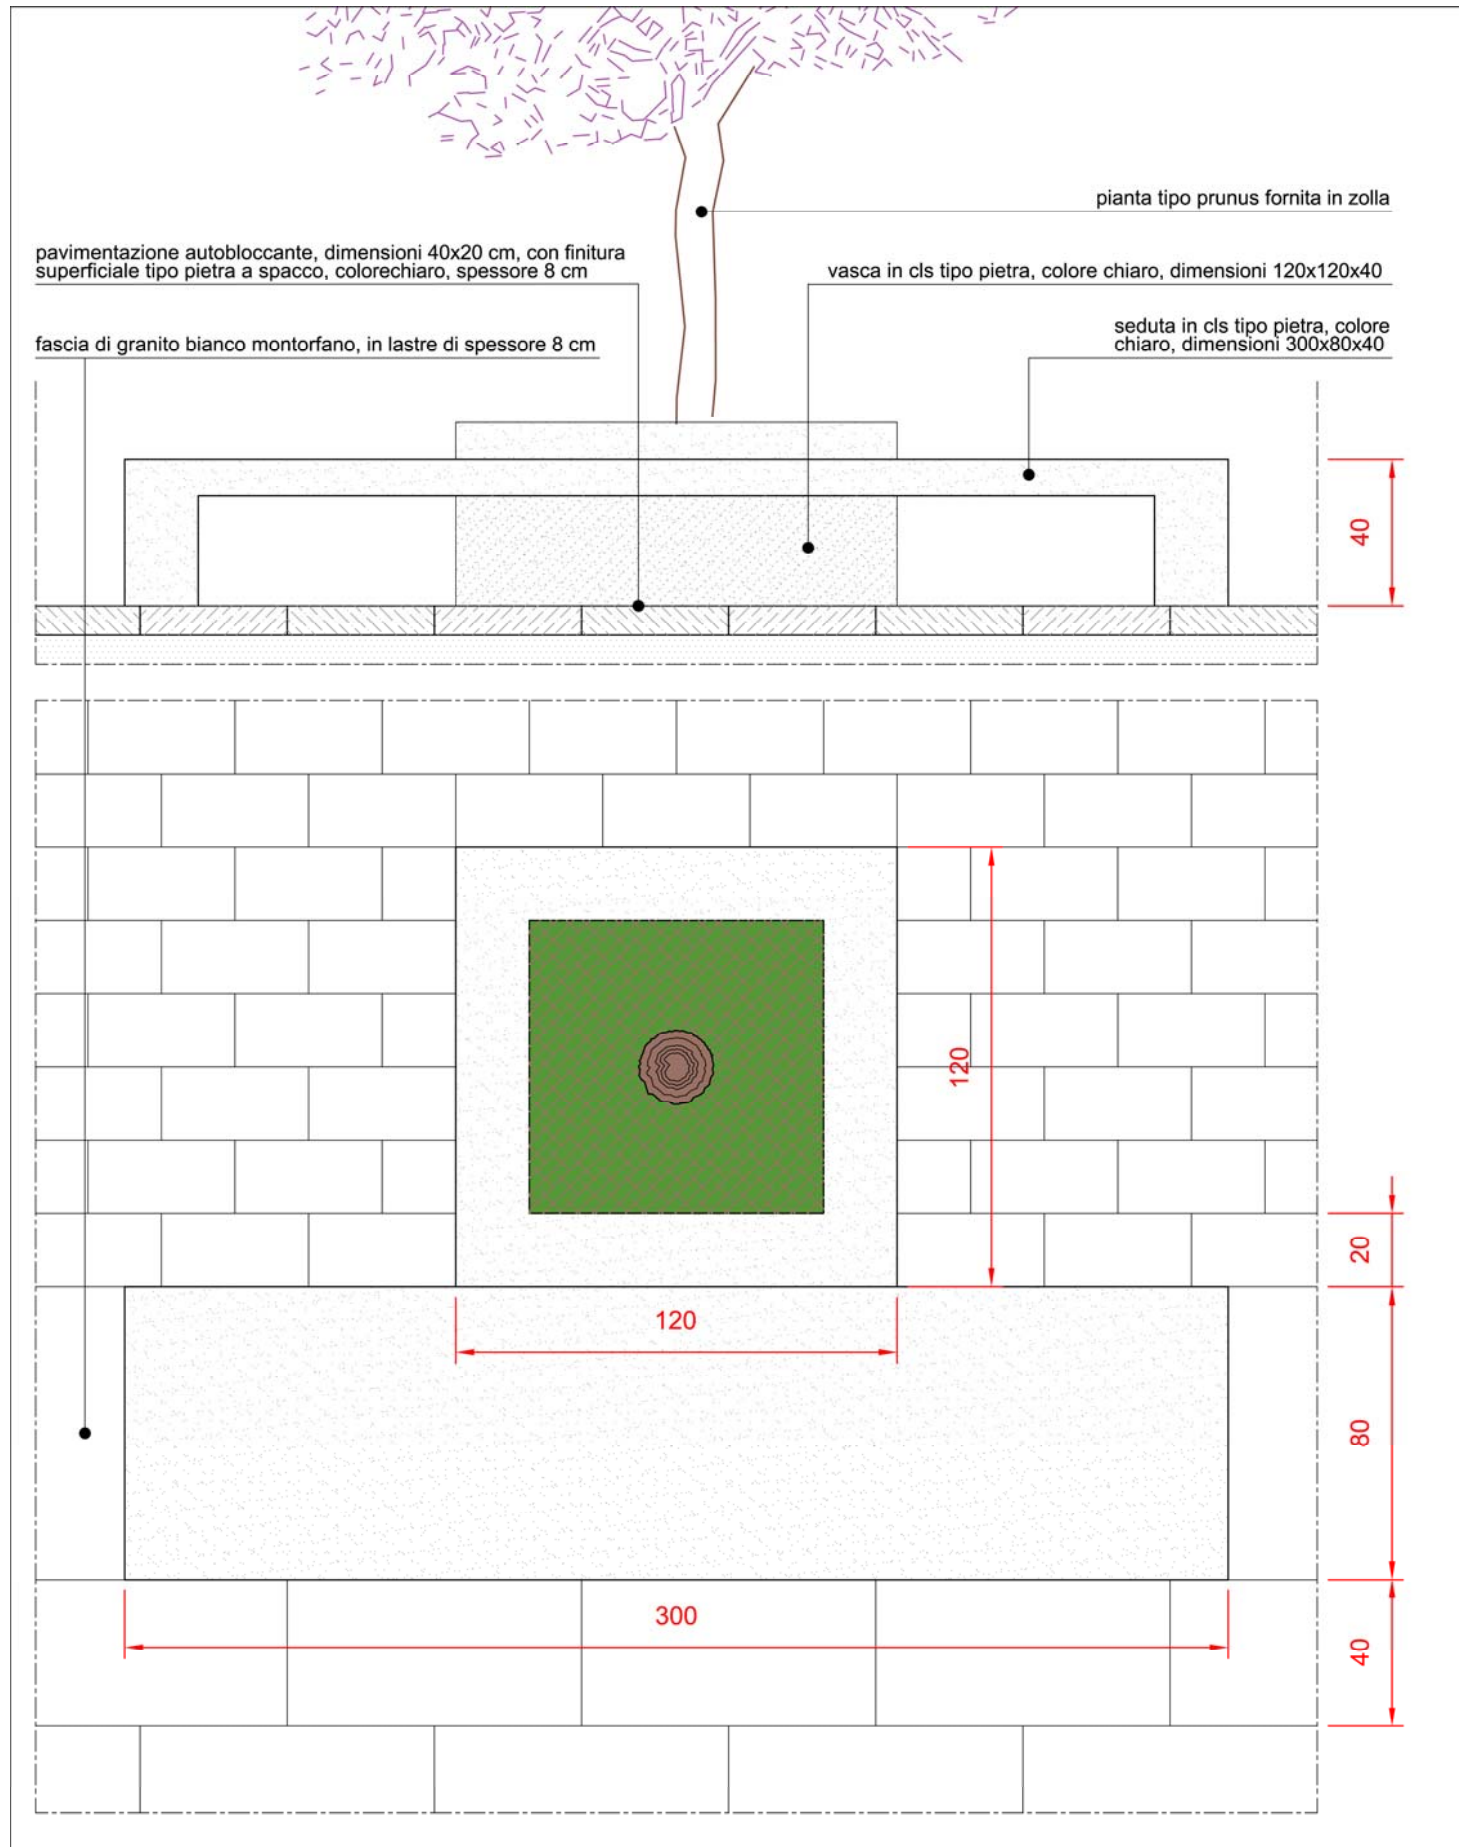 pianta tipo prunus fornita in zolla
pavimentazione autobloccante, dimensioni 40x20 cm, con finitura
superficiale tipo pietra a spacco, colorechiaro, spessore 8 cm
vasca in cls tipo pietra, colore chiaro, dimensioni 120x120x40
seduta in cls tipo pietra, colore
chiaro, dimensioni 300x80x40
fascia di granito bianco montorfano, in lastre di spessore 8 cm
40
120
20
120
80
300
40